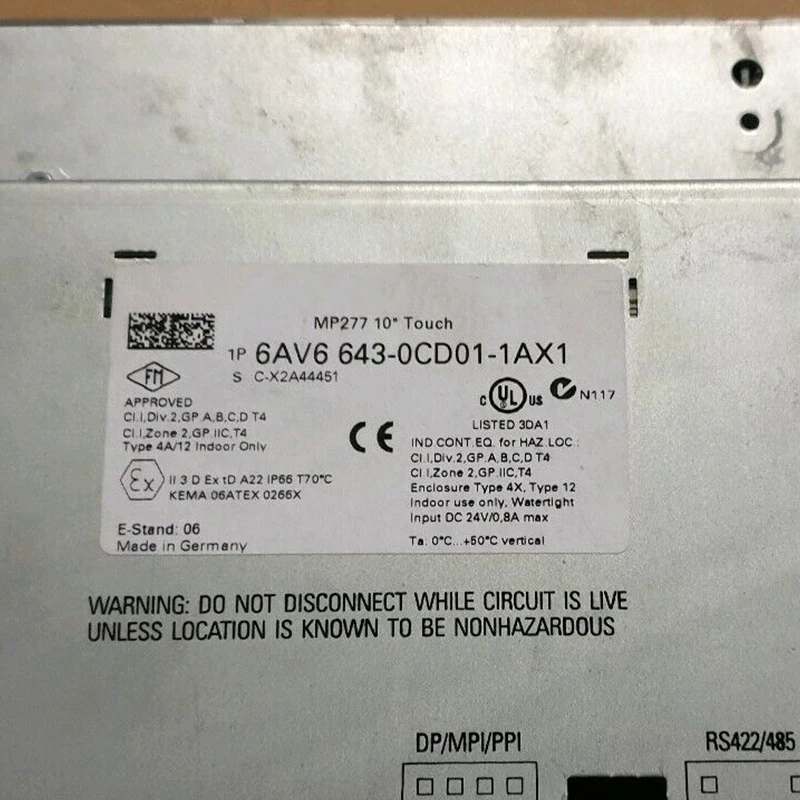 MP277 10" Touch
1P 6AV6 643-0CD01-1AX1
S C-X2A44451
FM
APPROVED
Cl.I,Div.2,GP.A,B,C,D T4
Cl.I,Zone 2,GP.IIC,T4
Type 4A/12 Indoor Only
Ex II 3 D Ex tD A22 IP66 T70°C
KEMA 06ATEX 0266X
E-Stand: 06
Made in Germany
CE
C UL US N117
LISTED 3DA1
IND.CONT.EQ. for HAZ.LOC.:
Cl.I,Div.2,GP.A,B,C,D T4
Cl.I,Zone 2,GP.IIC,T4
Enclosure Type 4X, Type 12
Indoor use only, Watertight
Input DC 24V/0,8A max
Ta: 0°C...+50°C vertical
WARNING: DO NOT DISCONNECT WHILE CIRCUIT IS LIVE
UNLESS LOCATION IS KNOWN TO BE NONHAZARDOUS
DP/MPI/PPI
RS422/485